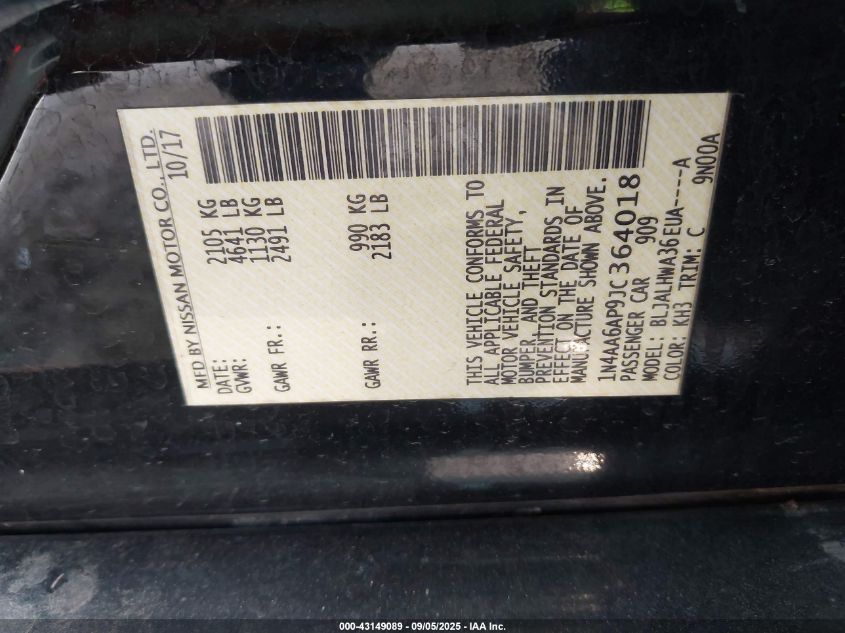 MFD BY NISSAN MOTOR CO., LTD.
DATE: 10/17
GVWR: 2105 KG
4641 LB
GAWR FR.: 1130 KG
2491 LB
GAWR RR.: 990 KG
2183 LB
THIS VEHICLE CONFORMS TO
ALL APPLICABLE FEDERAL
MOTOR VEHICLE SAFETY,
BUMPER, AND THEFT
PREVENTION STANDARDS IN
EFFECT ON THE DATE OF
MANUFACTURE SHOWN ABOVE.
1N4AA6AP9JC364018
PASSENGER CAR 909
MODEL: BLJALHWA36EUA----A
COLOR: KH3 TRIM: C 9N00A
000-43149089 - 09/05/2025 - IAA Inc.